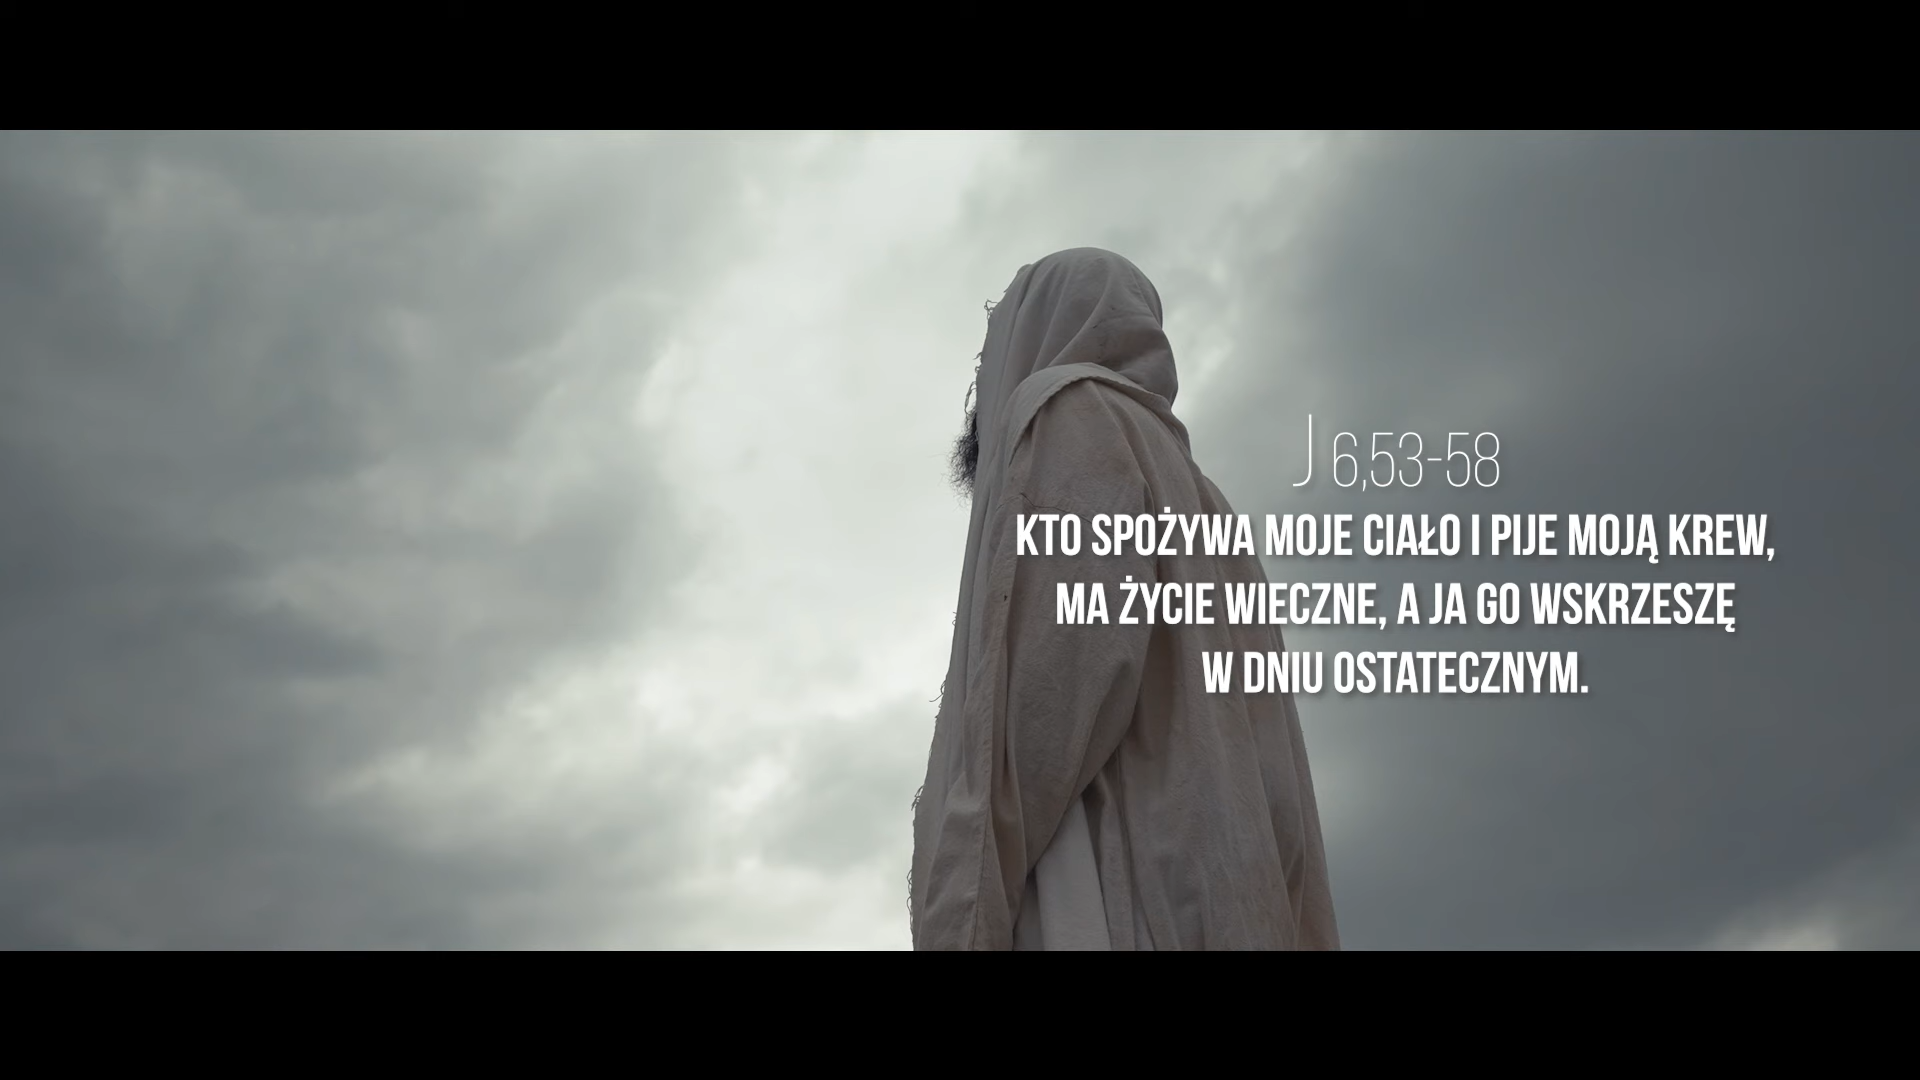 J 6,53-58
KTO SPOŻYWA MOJE CIAŁO I PIJE MOJĄ KREW,
MA ŻYCIE WIECZNE, A JA GO WSKRZESZĘ
W DNIU OSTATECZNYM.